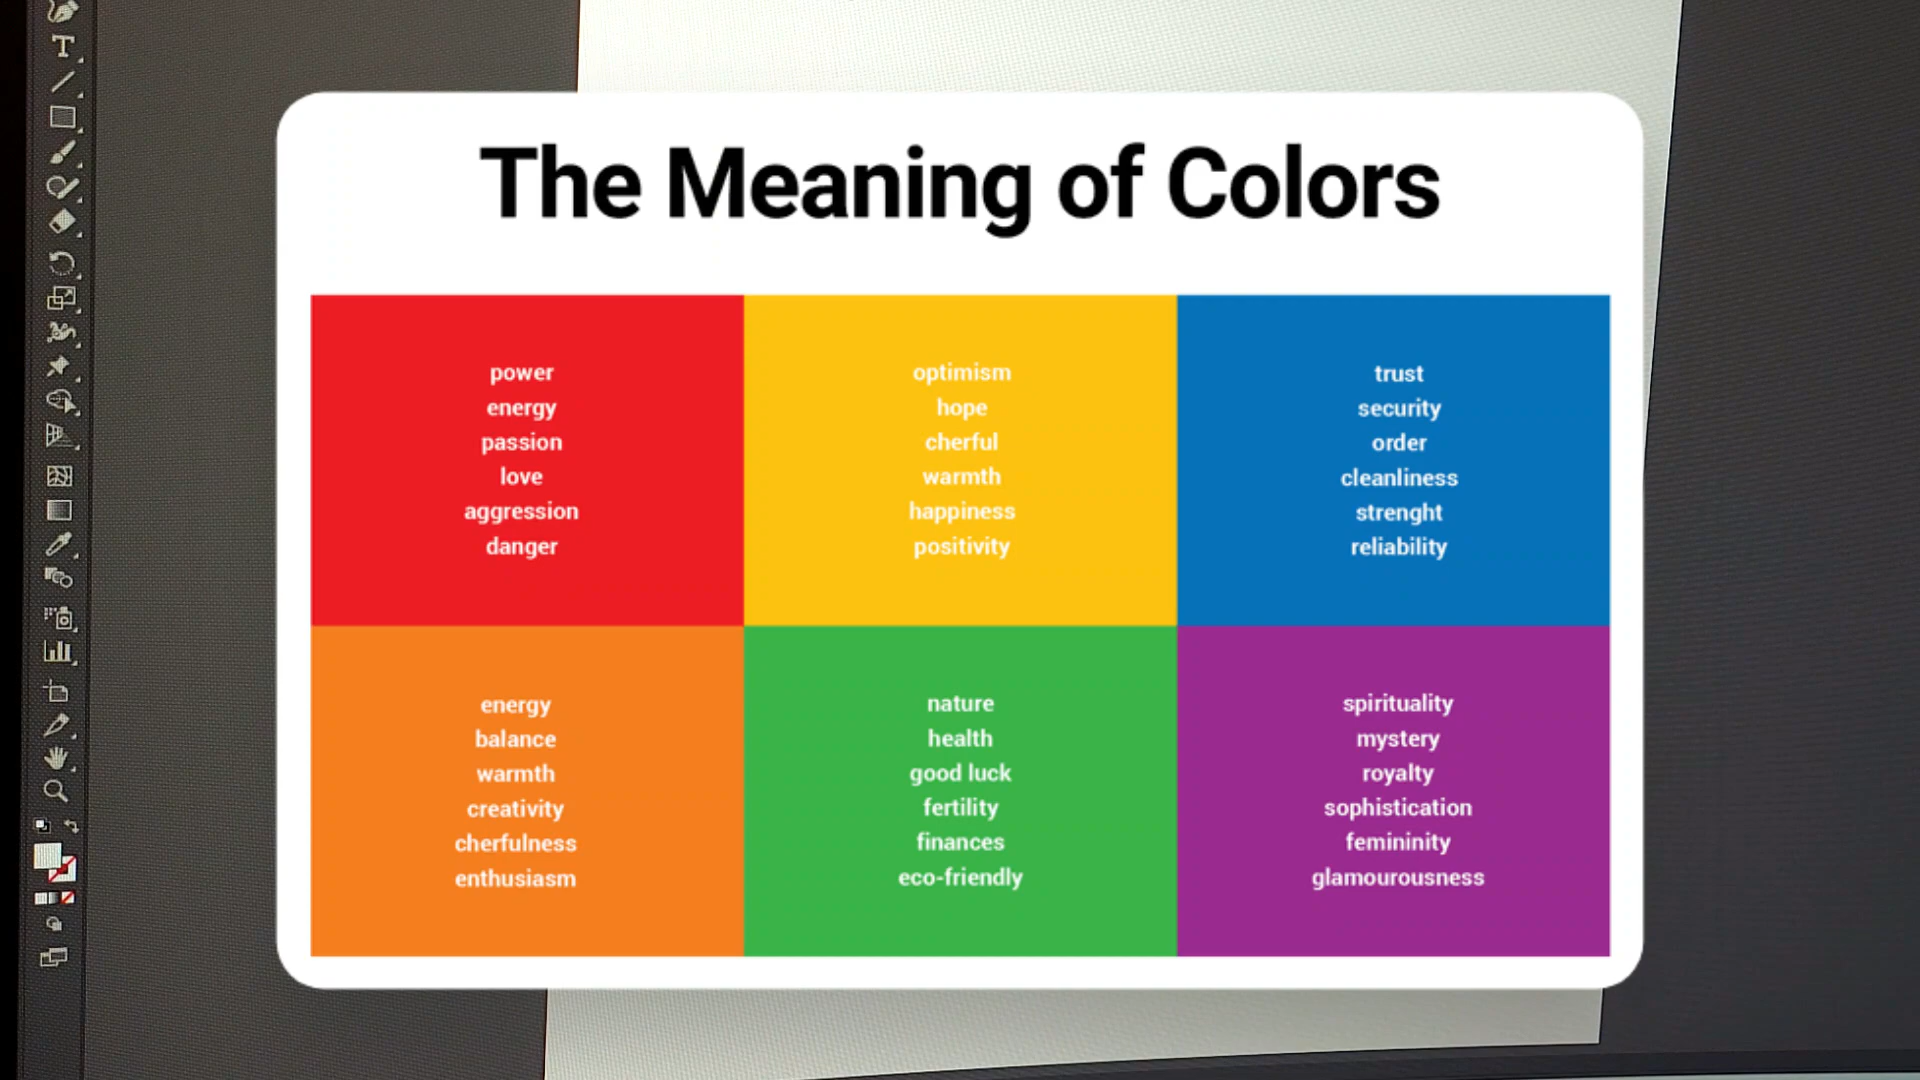 The Meaning of Colors
power
energy
passion
love
aggression
danger
optimism
hope
cherful
warmth
happiness
positivity
trust
security
order
cleanliness
strenght
reliability
energy
balance
warmth
creativity
cherfulness
enthusiasm
nature
health
good luck
fertility
finances
eco-friendly
spirituality
mystery
royalty
sophistication
femininity
glamourousness